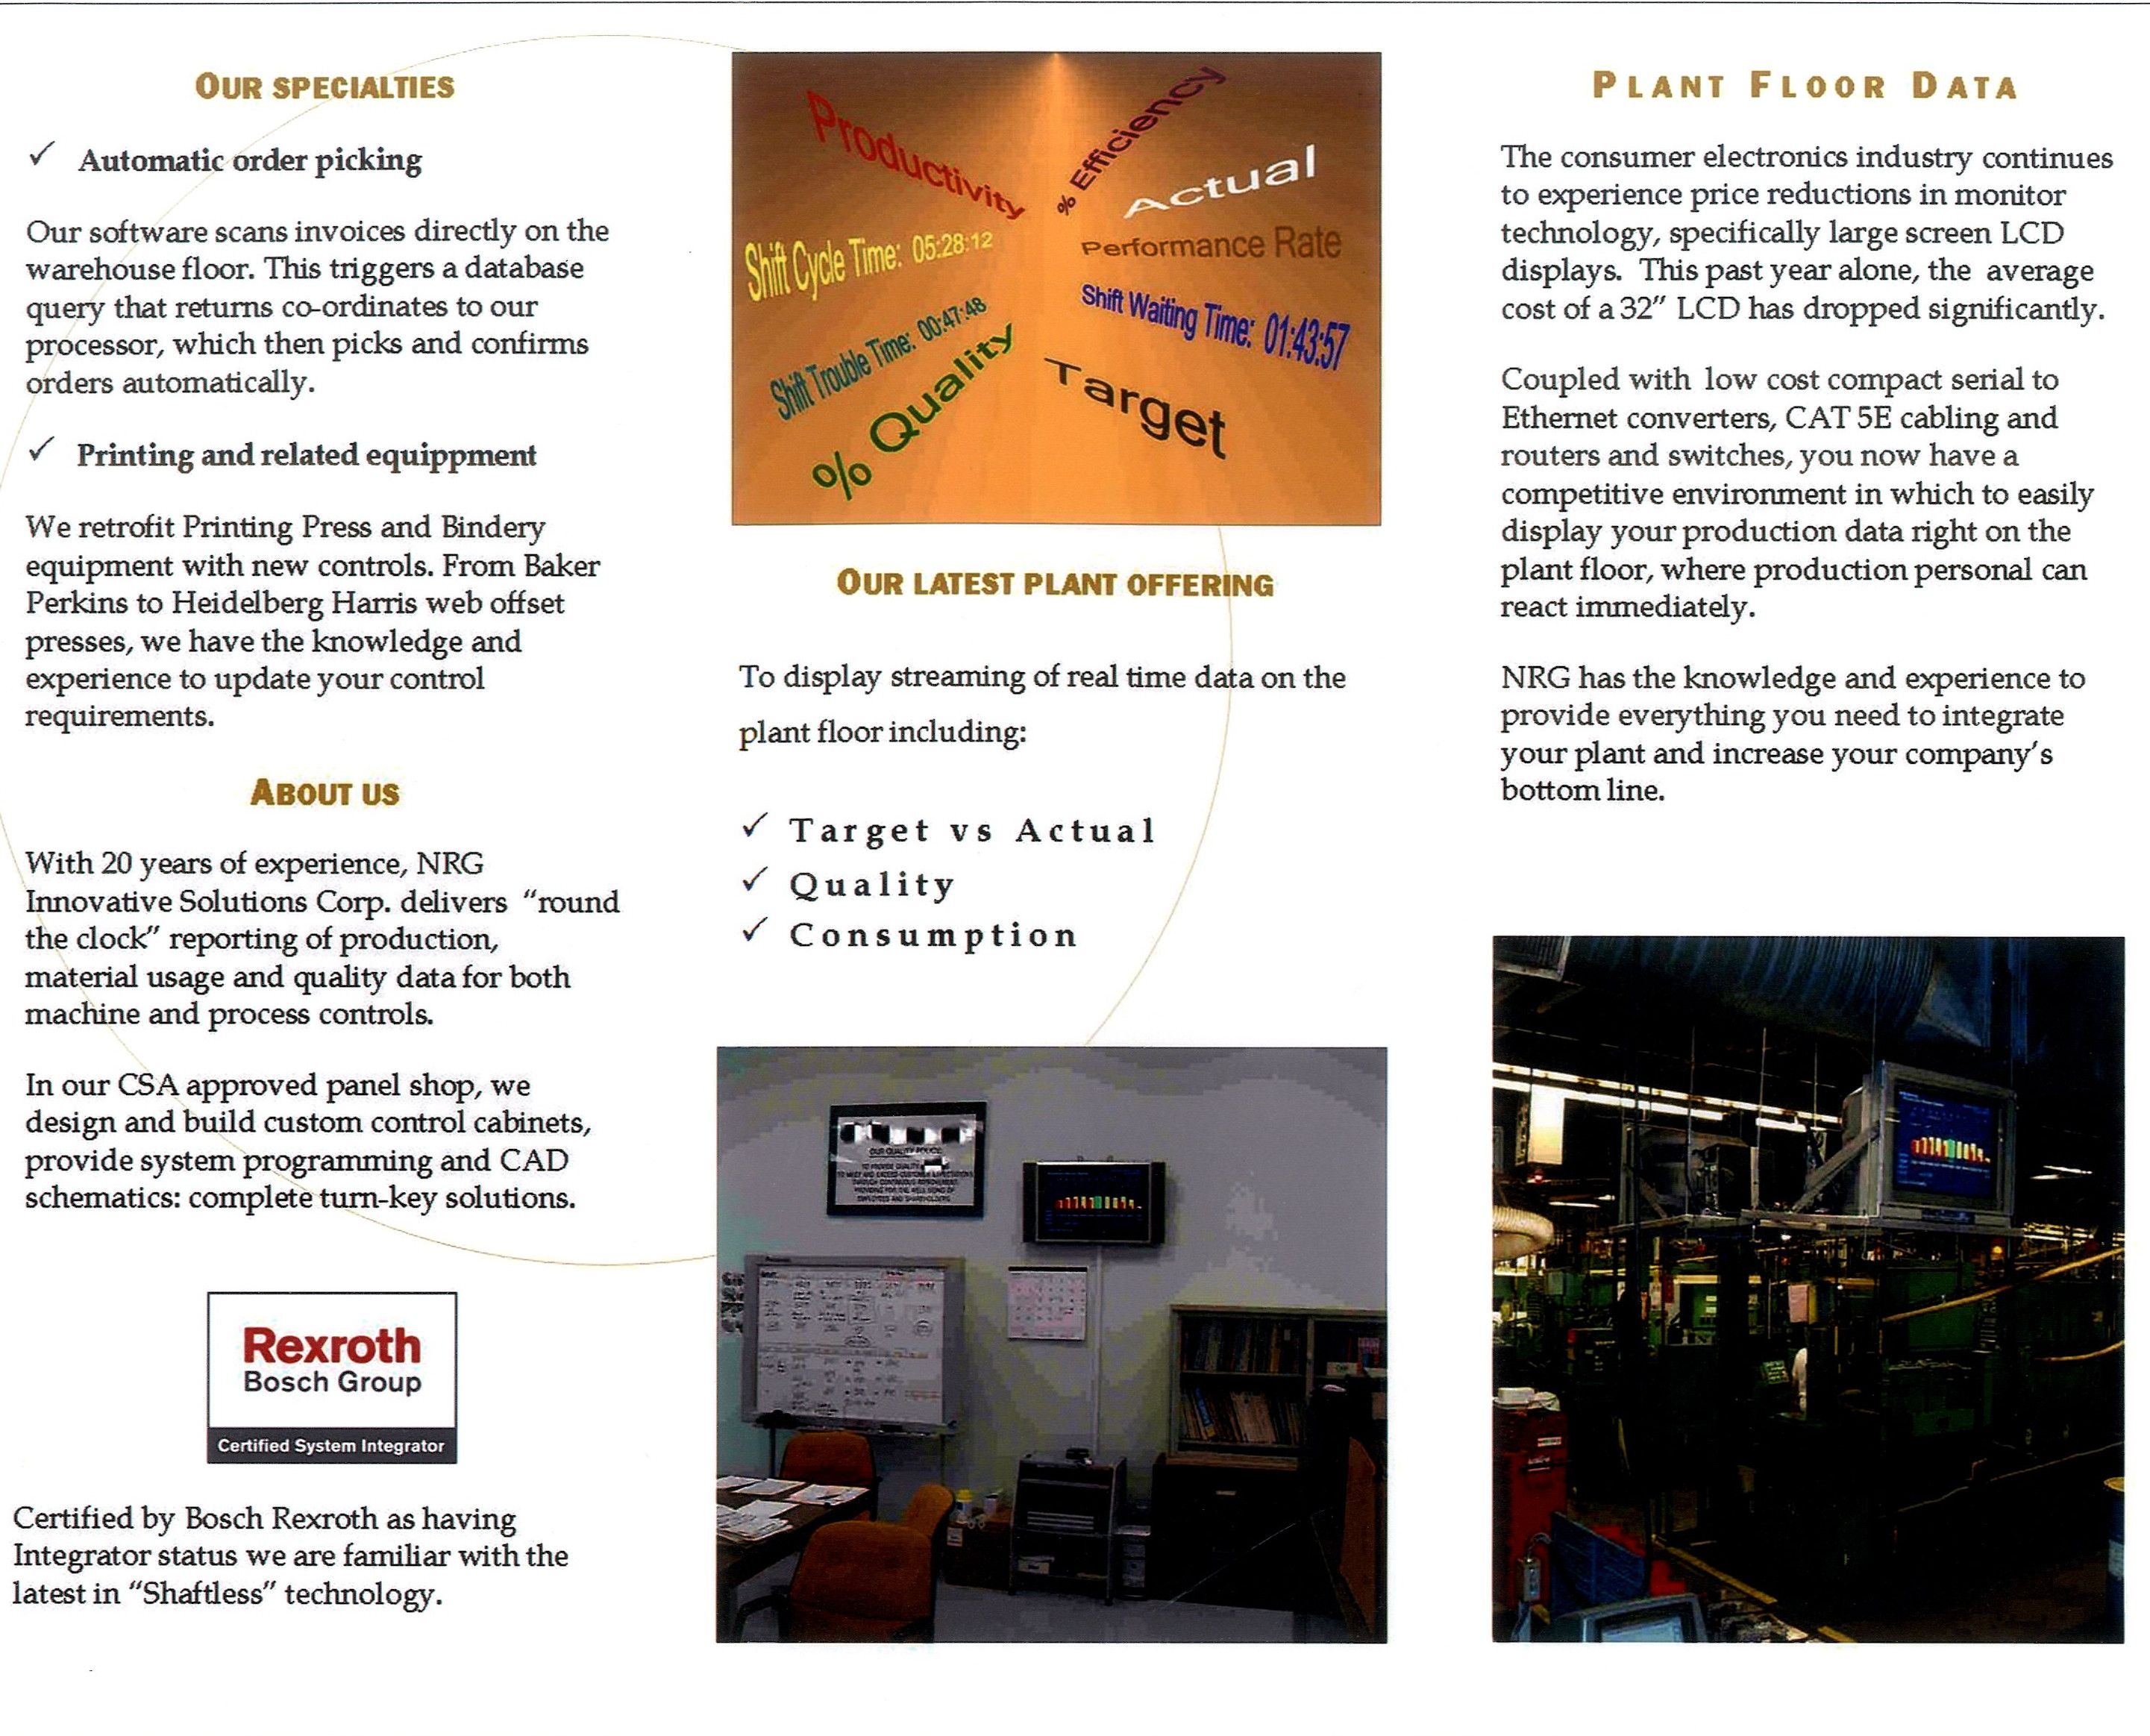 OUR SPECIALTIES
✓ Automatic order picking
Our software scans invoices directly on the
warehouse floor. This triggers a database
query that returns co-ordinates to our
processor, which then picks and confirms
orders automatically.
✓ Printing and related equippment
We retrofit Printing Press and Bindery
equipment with new controls. From Baker
Perkins to Heidelberg Harris web offset
presses, we have the knowledge and
experience to update your control
requirements.
ABOUT US
With 20 years of experience, NRG
Innovative Solutions Corp. delivers "round
the clock" reporting of production,
material usage and quality data for both
machine and process controls.
In our CSA approved panel shop, we
design and build custom control cabinets,
provide system programming and CAD
schematics: complete turn-key solutions.
Rexroth
Bosch Group
Certified System Integrator
Certified by Bosch Rexroth as having
Integrator status we are familiar with the
latest in "Shaftless" technology.
Productivity
% Efficiency
Actual
Shift Cycle Time: 05:28:12
Performance Rate
Shift Trouble Time: 00:47:48
Shift Waiting Time: 01:43:57
% Quality
Target
OUR LATEST PLANT OFFERING
To display streaming of real time data on the
plant floor including:
✓ Target vs Actual
✓ Quality
✓ Consumption
OUR QUALITY POLICY:
PLANT FLOOR DATA
The consumer electronics industry continues
to experience price reductions in monitor
technology, specifically large screen LCD
displays. This past year alone, the average
cost of a 32" LCD has dropped significantly.
Coupled with low cost compact serial to
Ethernet converters, CAT 5E cabling and
routers and switches, you now have a
competitive environment in which to easily
display your production data right on the
plant floor, where production personal can
react immediately.
NRG has the knowledge and experience to
provide everything you need to integrate
your plant and increase your company's
bottom line.